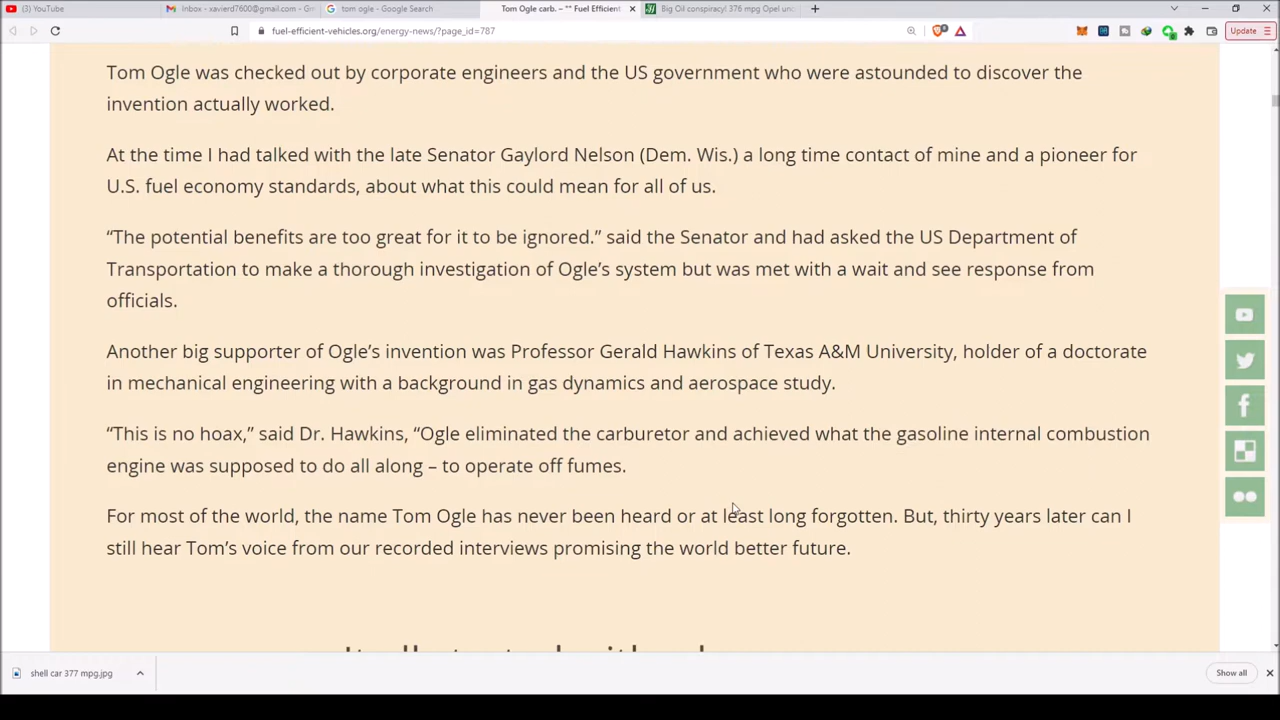 (3) YouTube
Inbox - xavierd7600@gmail.com - Gm
tom ogle - Google Search
Tom Ogle carb. – "" Fuel Efficient
Big Oil conspiracy! 376 mpg Opel unc
fuel-efficient-vehicles.org/energy-news/?page_id=787
Update
Tom Ogle was checked out by corporate engineers and the US government who were astounded to discover the
invention actually worked.
At the time I had talked with the late Senator Gaylord Nelson (Dem. Wis.) a long time contact of mine and a pioneer for
U.S. fuel economy standards, about what this could mean for all of us.
“The potential benefits are too great for it to be ignored.” said the Senator and had asked the US Department of
Transportation to make a thorough investigation of Ogle’s system but was met with a wait and see response from
officials.
Another big supporter of Ogle’s invention was Professor Gerald Hawkins of Texas A&M University, holder of a doctorate
in mechanical engineering with a background in gas dynamics and aerospace study.
“This is no hoax,” said Dr. Hawkins, “Ogle eliminated the carburetor and achieved what the gasoline internal combustion
engine was supposed to do all along – to operate off fumes.
For most of the world, the name Tom Ogle has never been heard or at least long forgotten. But, thirty years later can I
still hear Tom’s voice from our recorded interviews promising the world better future.
shell car 377 mpg.jpg
Show all